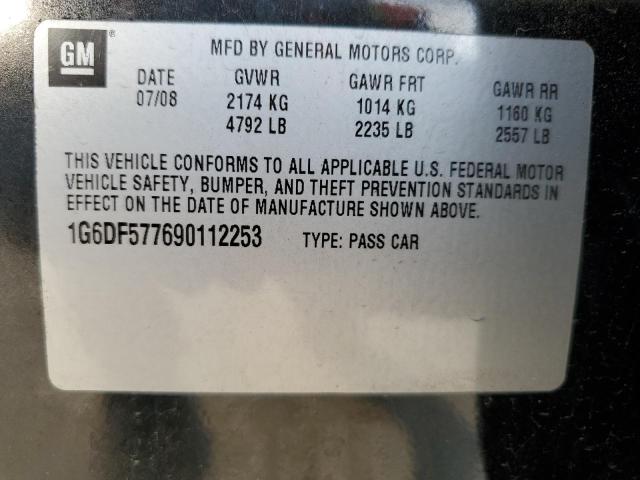 GM ®
MFD BY GENERAL MOTORS CORP.
DATE GVWR GAWR FRT GAWR RR
07/08 2174 KG 1014 KG 1160 KG
4792 LB 2235 LB 2557 LB
THIS VEHICLE CONFORMS TO ALL APPLICABLE U.S. FEDERAL MOTOR
VEHICLE SAFETY, BUMPER, AND THEFT PREVENTION STANDARDS IN
EFFECT ON THE DATE OF MANUFACTURE SHOWN ABOVE.
1G6DF577690112253 TYPE: PASS CAR